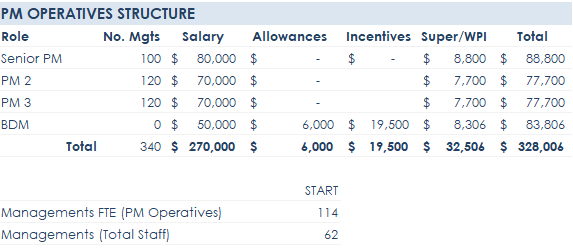 PM OPERATIVES STRUCTURE
Role No. Mgts Salary Allowances Incentives Super/WPI Total
Senior PM 100 $ 80,000 $ - $ - $ 8,800 $ 88,800
PM 2 120 $ 70,000 $ - $ 7,700 $ 77,700
PM 3 120 $ 70,000 $ - $ 7,700 $ 77,700
BDM 0 $ 50,000 $ 6,000 $ 19,500 $ 8,306 $ 83,806
Total 340 $ 270,000 $ 6,000 $ 19,500 $ 32,506 $ 328,006
START
Managements FTE (PM Operatives) 114
Managements (Total Staff) 62